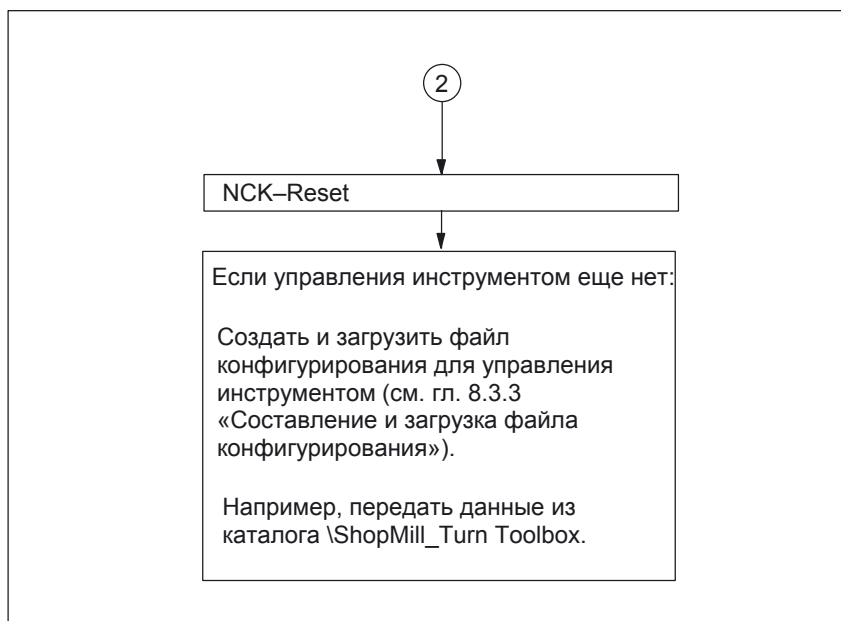 2
NCK–Reset
Если управления инструментом еще нет:
Создать и загрузить файл
конфигурирования для управления
инструментом (см. гл. 8.3.3
«Составление и загрузка файла
конфигурирования»).
Например, передать данные из
каталога \ShopMill_Turn Toolbox.